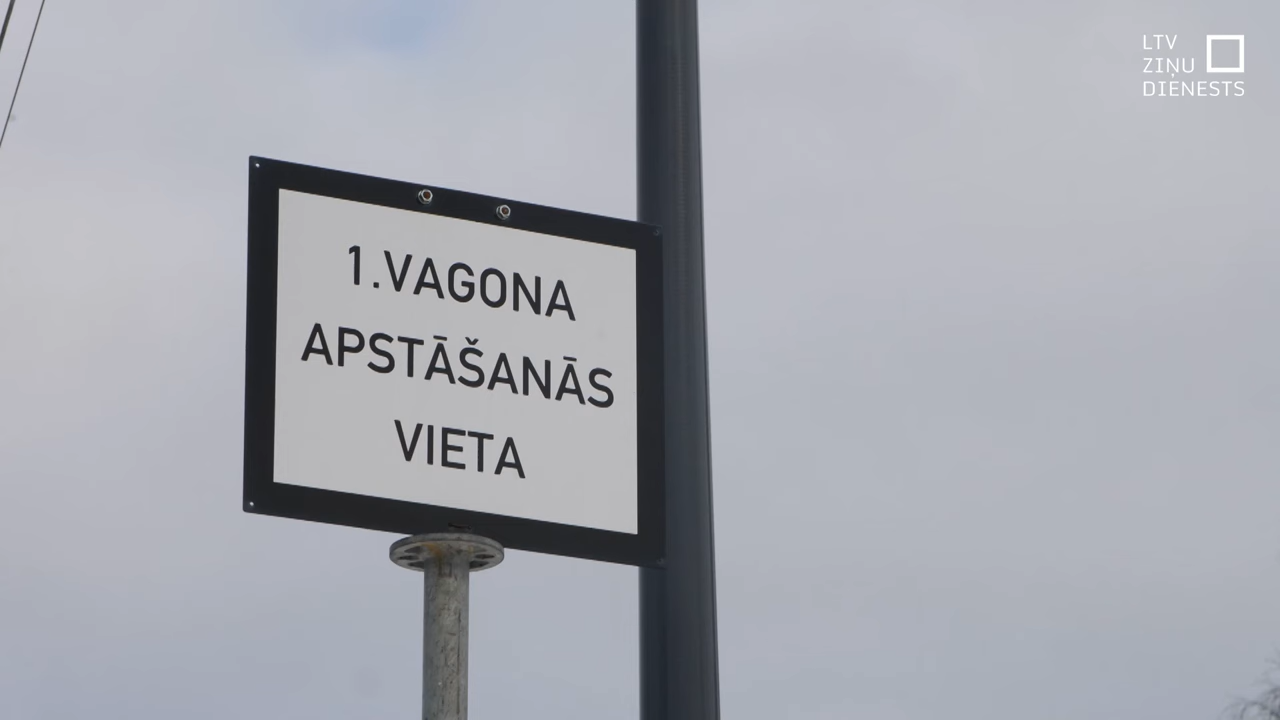 LTV
ZIŅU
DIENESTS
1.VAGONA
APSTĀŠANĀS
VIETA